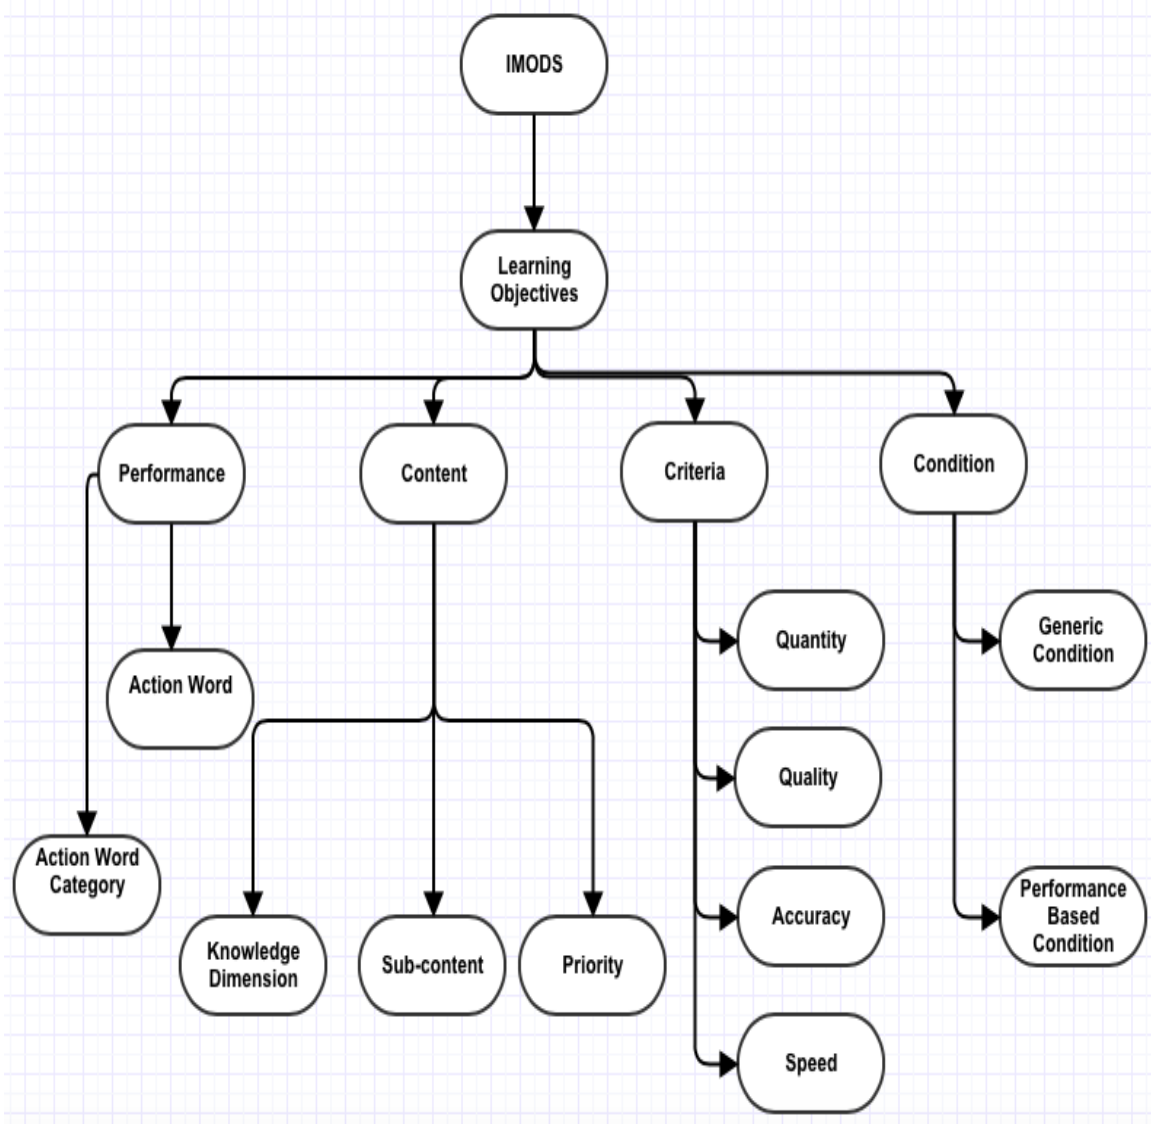 IMODS
Learning
Objectives
Performance
Content
Criteria
Condition
Quantity
Generic
Condition
Action Word
Quality
Action Word
Category
Accuracy
Performance
Based
Condition
Knowledge
Dimension
Sub-content
Priority
Speed